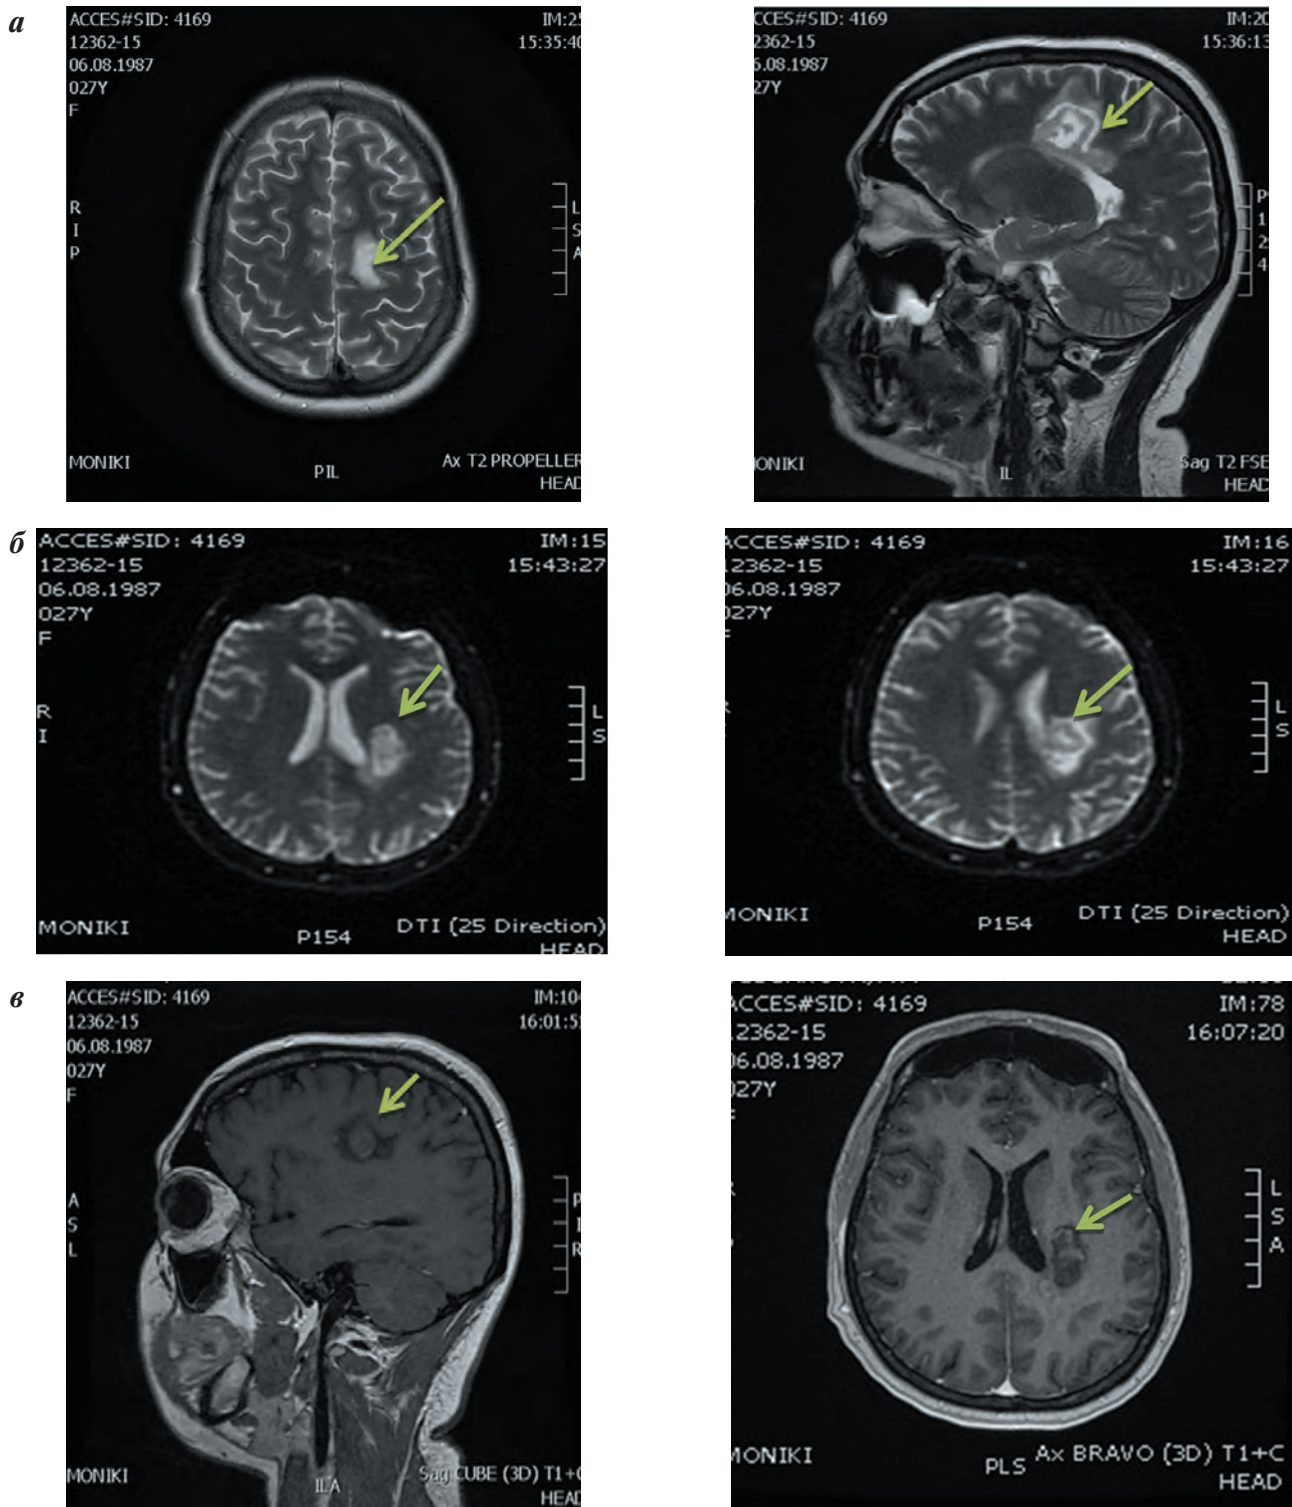 а
ACCES#SID: 4169
IM:25
12362-15
15:35:40
06.08.1987
027Y
F
R
I
P
L
S
A
MONIKI
PIL
Ax T2 PROPELLER
HEAD
CCES#SID: 4169
IM:20
2362-15
15:36:13
06.08.1987
27Y
P
1
2
4
ONIKI
IL
Sag T2 FSE
HEAD
б
ACCES#SID: 4169
IM:15
12362-15
15:43:27
06.08.1987
027Y
F
R
I
L
S
MONIKI
P154
DTI (25 Direction)
HEAD
ACCES#SID: 4169
IM:16
12362-15
15:43:27
06.08.1987
027Y
L
S
MONIKI
P154
DTI (25 Direction)
HEAD
в
ACCES#SID: 4169
IM:104
12362-15
16:01:52
06.08.1987
027Y
F
A
S
L
P
I
R
MONIKI
ILA
Sag CUBE (3D) T1+C
HEAD
ACCES#SID: 4169
IM:78
12362-15
16:07:20
06.08.1987
027Y
L
S
A
MONIKI
PLS
Ax BRAVO (3D) T1+C
HEAD